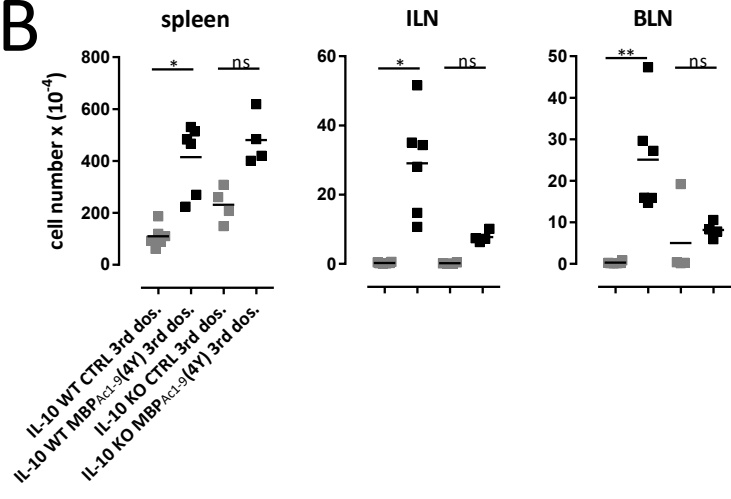 B
spleen
ILN
BLN
cell number x (10-4)
800
600
400
200
0
*
ns
60
40
20
0
*
ns
50
40
30
20
10
0
**
ns
IL-10 WT CTRL 3rd dos.
IL-10 WT MBPAc1-9(4Y) 3rd dos.
IL-10 KO CTRL 3rd dos.
IL-10 KO MBPAc1-9(4Y) 3rd dos.